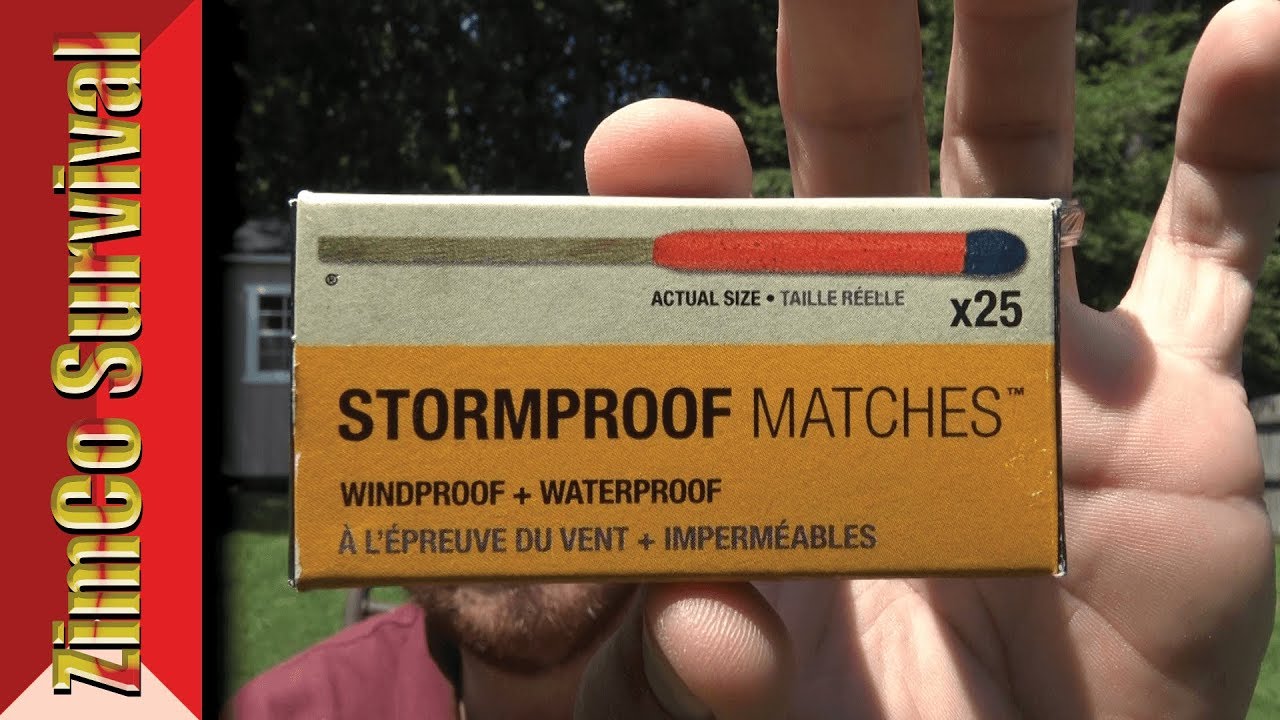 ZimCo Survival
®
ACTUAL SIZE • TAILLE RÉELLE
x25
STORMPROOF MATCHES™
WINDPROOF + WATERPROOF
À L'ÉPREUVE DU VENT + IMPERMÉABLES